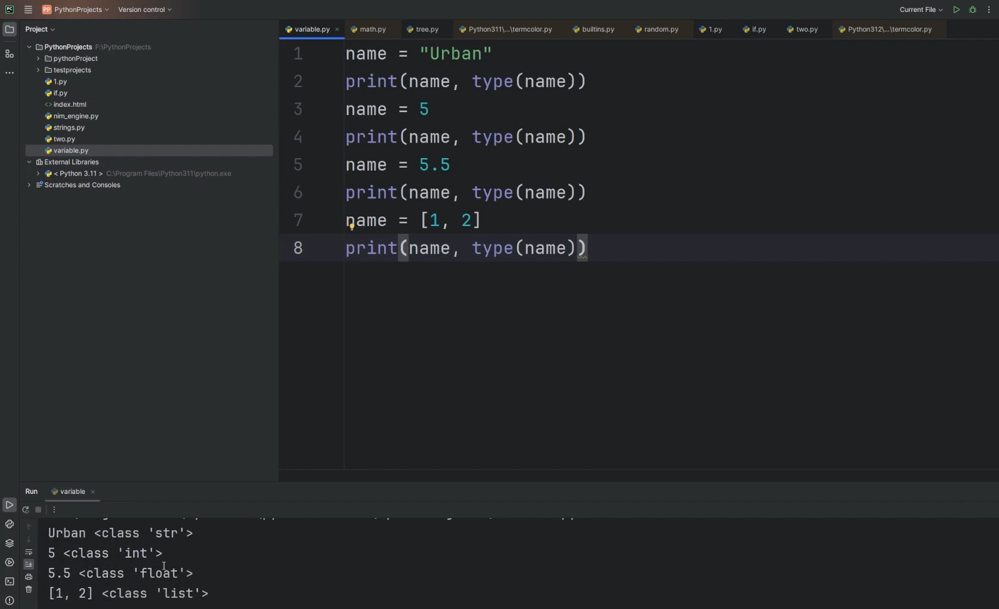 PC
PP PythonProjects
Version control
Current File
Project
PythonProjects F:\PythonProjects
pythonProject
testprojects
1.py
if.py
<> index.html
nim_engine.py
strings.py
two.py
variable.py
External Libraries
< Python 3.11 > C:\Program Files\Python311\python.exe
Scratches and Consoles
variable.py
math.py
tree.py
Python311\...\termcolor.py
builtins.py
random.py
1.py
if.py
two.py
Python312\...\termcolor.py
1 name = "Urban"
2 print(name, type(name))
3 name = 5
4 print(name, type(name))
5 name = 5.5
6 print(name, type(name))
7 name = [1, 2]
8 print(name, type(name))
Run
variable
Urban <class 'str'>
5 <class 'int'>
5.5 <class 'float'>
[1, 2] <class 'list'>